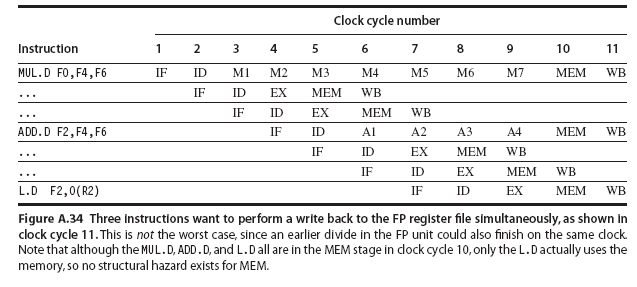 Clock cycle number
Instruction 1 2 3 4 5 6 7 8 9 10 11
MUL.D F0,F4,F6 IF ID M1 M2 M3 M4 M5 M6 M7 MEM WB
... IF ID EX MEM WB
... IF ID EX MEM WB
ADD.D F2,F4,F6 IF ID A1 A2 A3 A4 MEM WB
... IF ID EX MEM WB
... IF ID EX MEM WB
L.D F2,0(R2) IF ID EX MEM WB
Figure A.34 Three instructions want to perform a write back to the FP register file simultaneously, as shown in
clock cycle 11. This is not the worst case, since an earlier divide in the FP unit could also finish on the same clock.
Note that although the MUL.D, ADD.D, and L.D all are in the MEM stage in clock cycle 10, only the L.D actually uses the
memory, so no structural hazard exists for MEM.